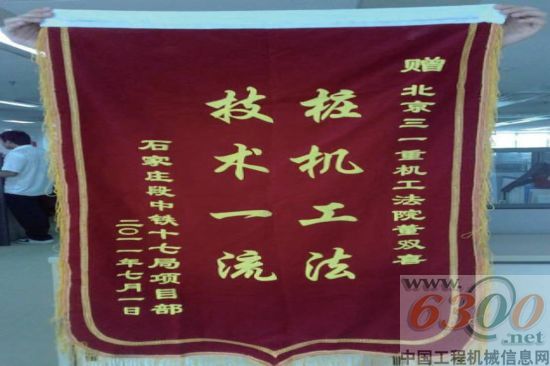 赠 北京三一重机工法院董双喜
桩机工法
技术一流
石家庄段中铁十七局项目部
二〇一一年七月一日
www.6300.net
中国工程机械信息网